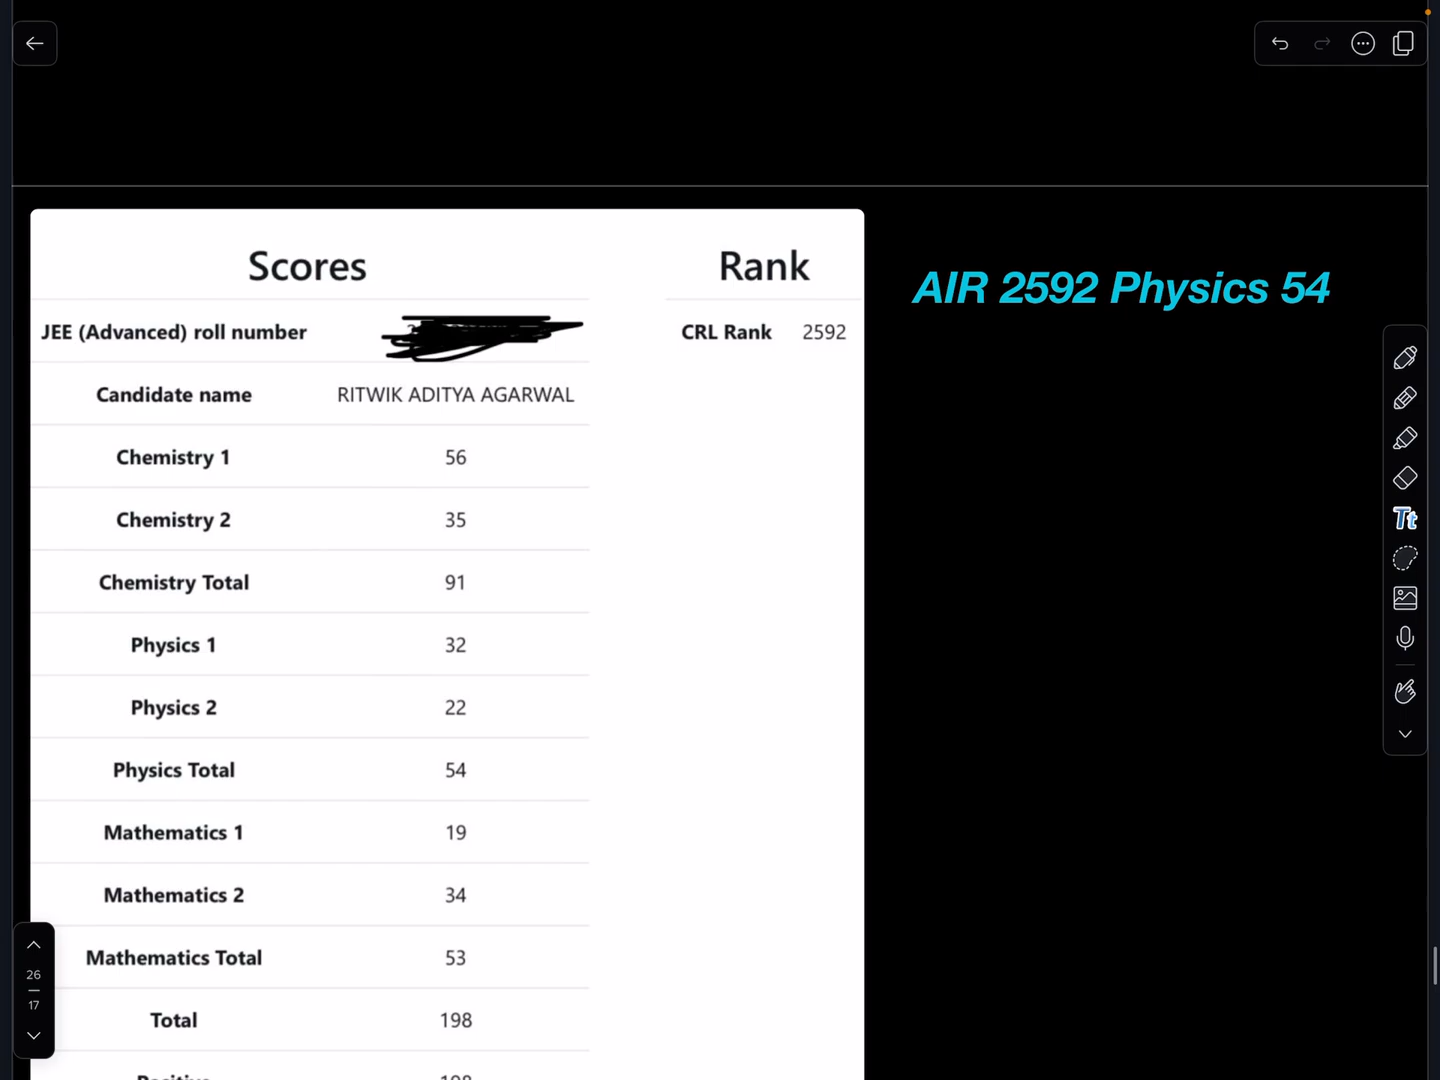 Scores
Rank
AIR 2592 Physics 54
JEE (Advanced) roll number
CRL Rank 2592
Candidate name RITWIK ADITYA AGARWAL
Chemistry 1 56
Chemistry 2 35
Chemistry Total 91
Physics 1 32
Physics 2 22
Physics Total 54
Mathematics 1 19
Mathematics 2 34
Mathematics Total 53
Total 198
Tt
26
17